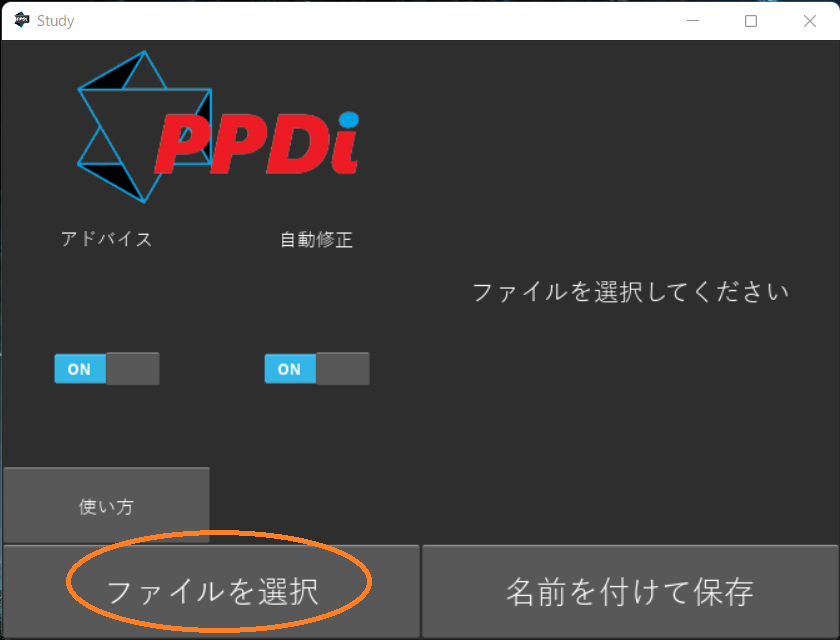 Study
PPDi
アドバイス
自動修正
ファイルを選択してください
ON
ON
使い方
ファイルを選択
名前を付けて保存